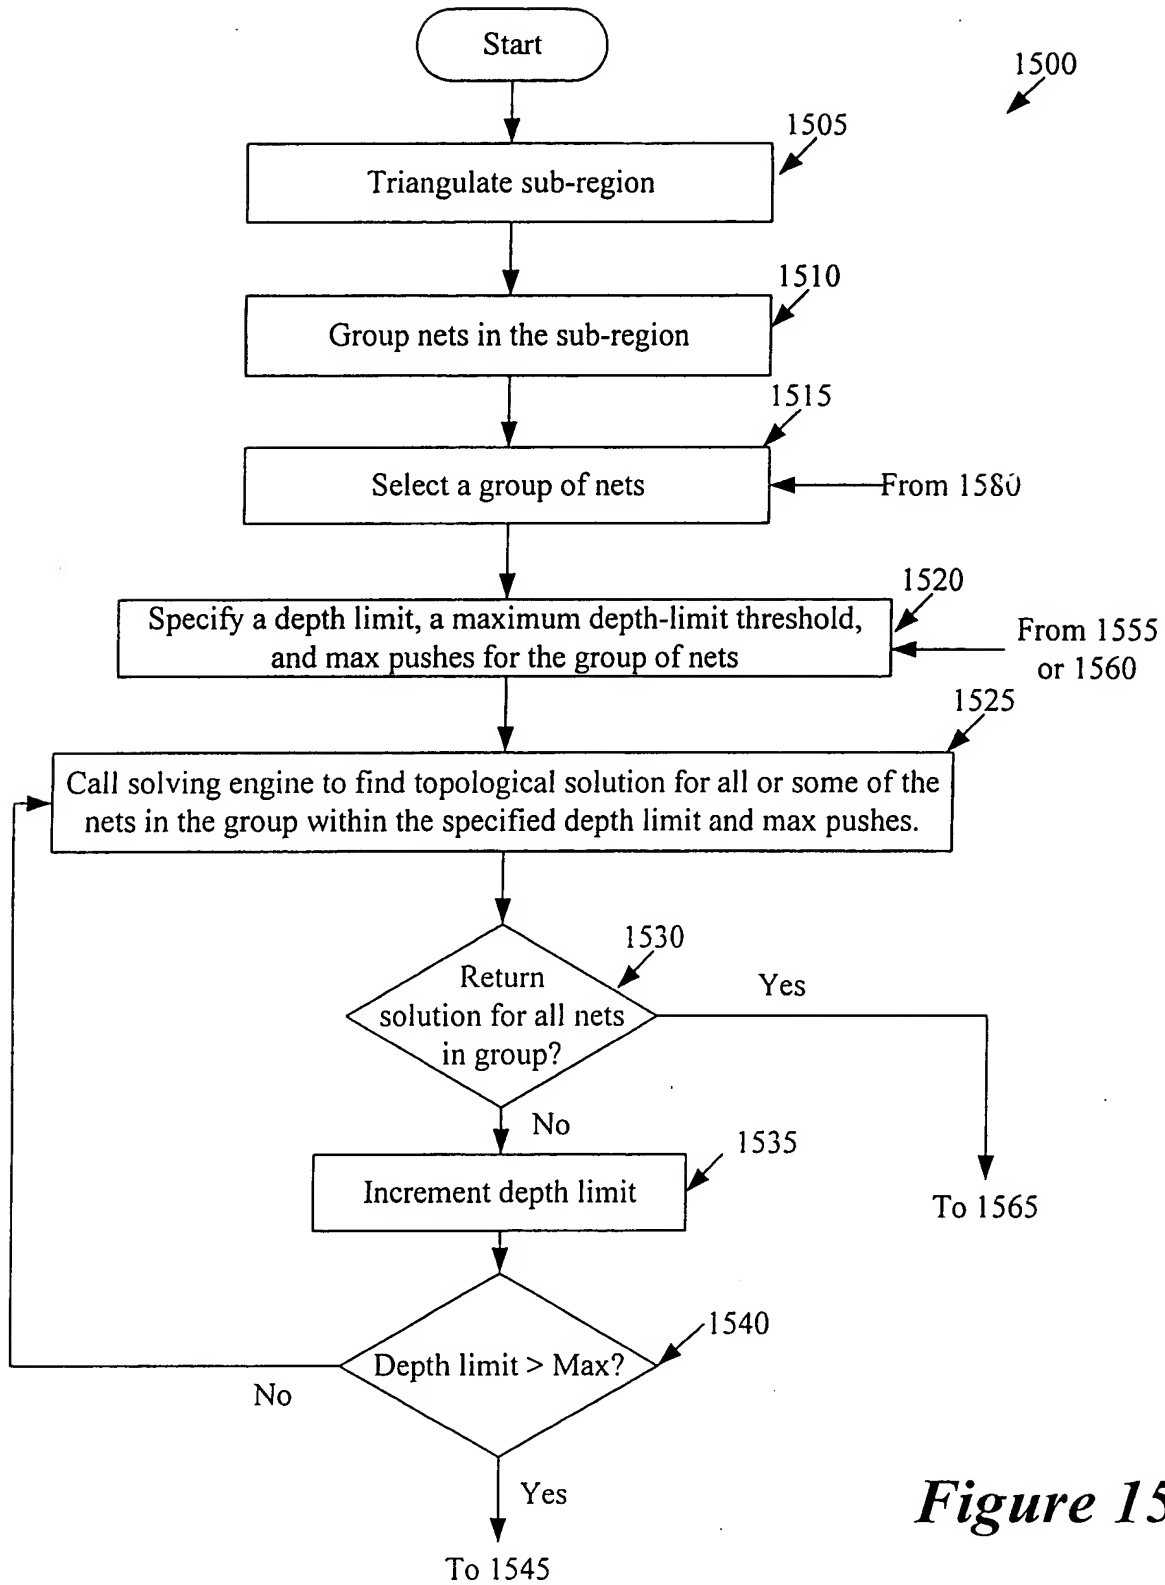 Start
1500
1505
Triangulate sub-region
1510
Group nets in the sub-region
1515
Select a group of nets
From 1580
1520
Specify a depth limit, a maximum depth-limit threshold,
and max pushes for the group of nets
From 1555
or 1560
1525
Call solving engine to find topological solution for all or some of the
nets in the group within the specified depth limit and max pushes.
1530
Return
solution for all nets
in group?
Yes
No
1535
Increment depth limit
To 1565
1540
Depth limit > Max?
No
Yes
To 1545
Figure 15